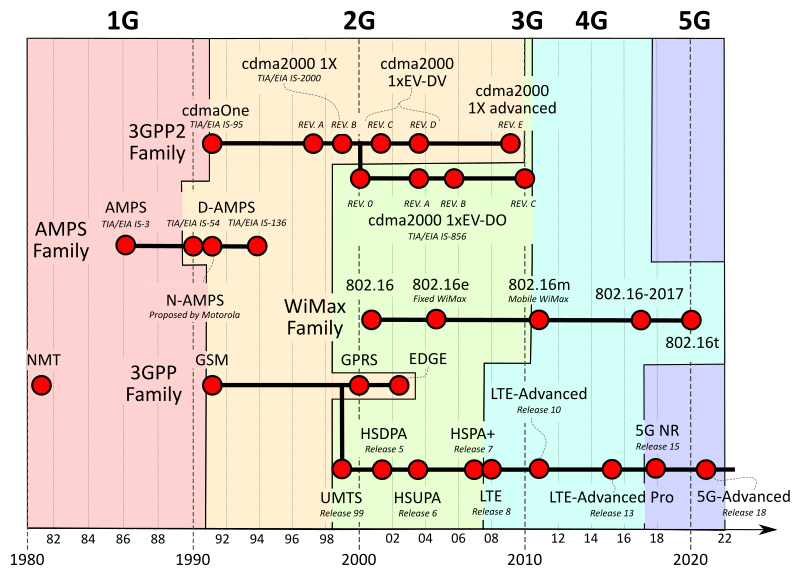 1G 2G 3G 4G 5G
cdma2000 1X
TIA/EIA IS-2000
cdma2000
1xEV-DV
cdma2000
1X advanced
cdmaOne
TIA/EIA IS-95
REV. A REV. B REV. C REV. D REV. E
3GPP2
Family
REV. 0 REV. A REV. B REV. C
cdma2000 1xEV-DO
TIA/EIA IS-856
AMPS
TIA/EIA IS-3
D-AMPS
TIA/EIA IS-54 TIA/EIA IS-136
AMPS
Family
N-AMPS
Proposed by Motorola
802.16
802.16e
Fixed WiMax
802.16m
Mobile WiMax
802.16-2017
WiMax
Family
802.16t
NMT
GSM
GPRS
EDGE
3GPP
Family
LTE-Advanced
Release 10
HSDPA
Release 5
HSPA+
Release 7
5G NR
Release 15
UMTS
Release 99
HSUPA
Release 6
LTE
Release 8
LTE-Advanced Pro
Release 13
5G-Advanced
Release 18
82 84 86 88 92 94 96 98 02 04 06 08 12 14 16 18 22
1980 1990 2000 2010 2020